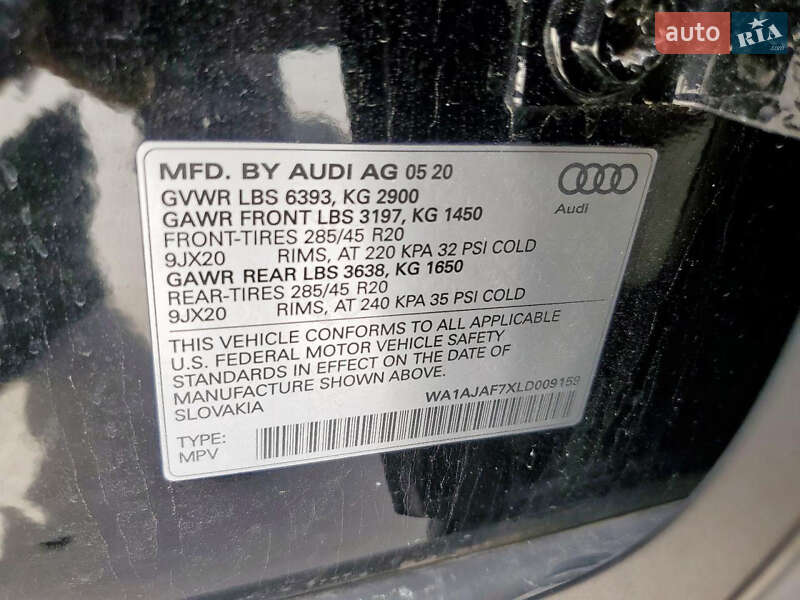 auto RIA.com
MFD. BY AUDI AG 05 20
GVWR LBS 6393, KG 2900
GAWR FRONT LBS 3197, KG 1450
FRONT-TIRES 285/45 R20
9JX20 RIMS, AT 220 KPA 32 PSI COLD
GAWR REAR LBS 3638, KG 1650
REAR-TIRES 285/45 R20
9JX20 RIMS, AT 240 KPA 35 PSI COLD
Audi
THIS VEHICLE CONFORMS TO ALL APPLICABLE
U.S. FEDERAL MOTOR VEHICLE SAFETY
STANDARDS IN EFFECT ON THE DATE OF
MANUFACTURE SHOWN ABOVE.
SLOVAKIA WA1AJAF7XLD009159
TYPE:
MPV